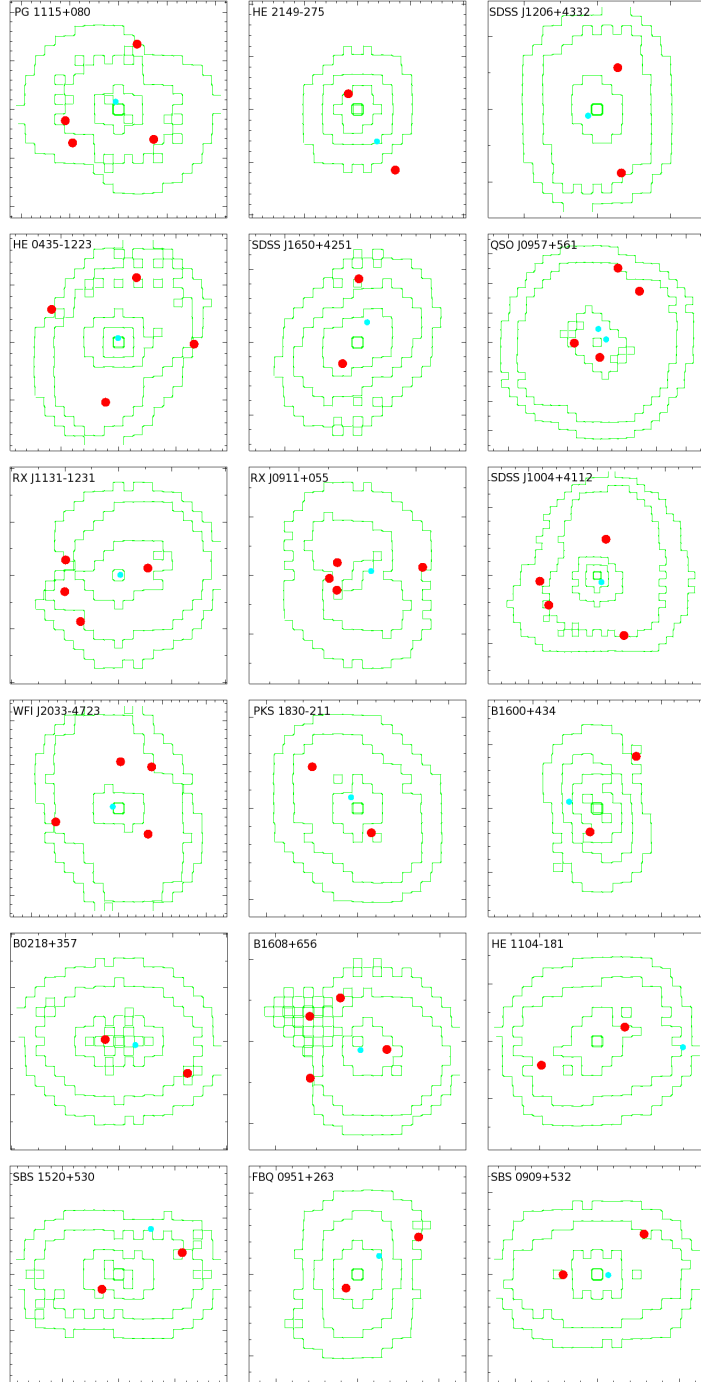 PG 1115+080
HE 2149-275
SDSS J1206+4332
HE 0435-1223
SDSS J1650+4251
QSO J0957+561
RX J1131-1231
RX J0911+055
SDSS J1004+4112
WFI J2033-4723
PKS 1830-211
B1600+434
B0218+357
B1608+656
HE 1104-181
SBS 1520+530
FBQ 0951+263
SBS 0909+532